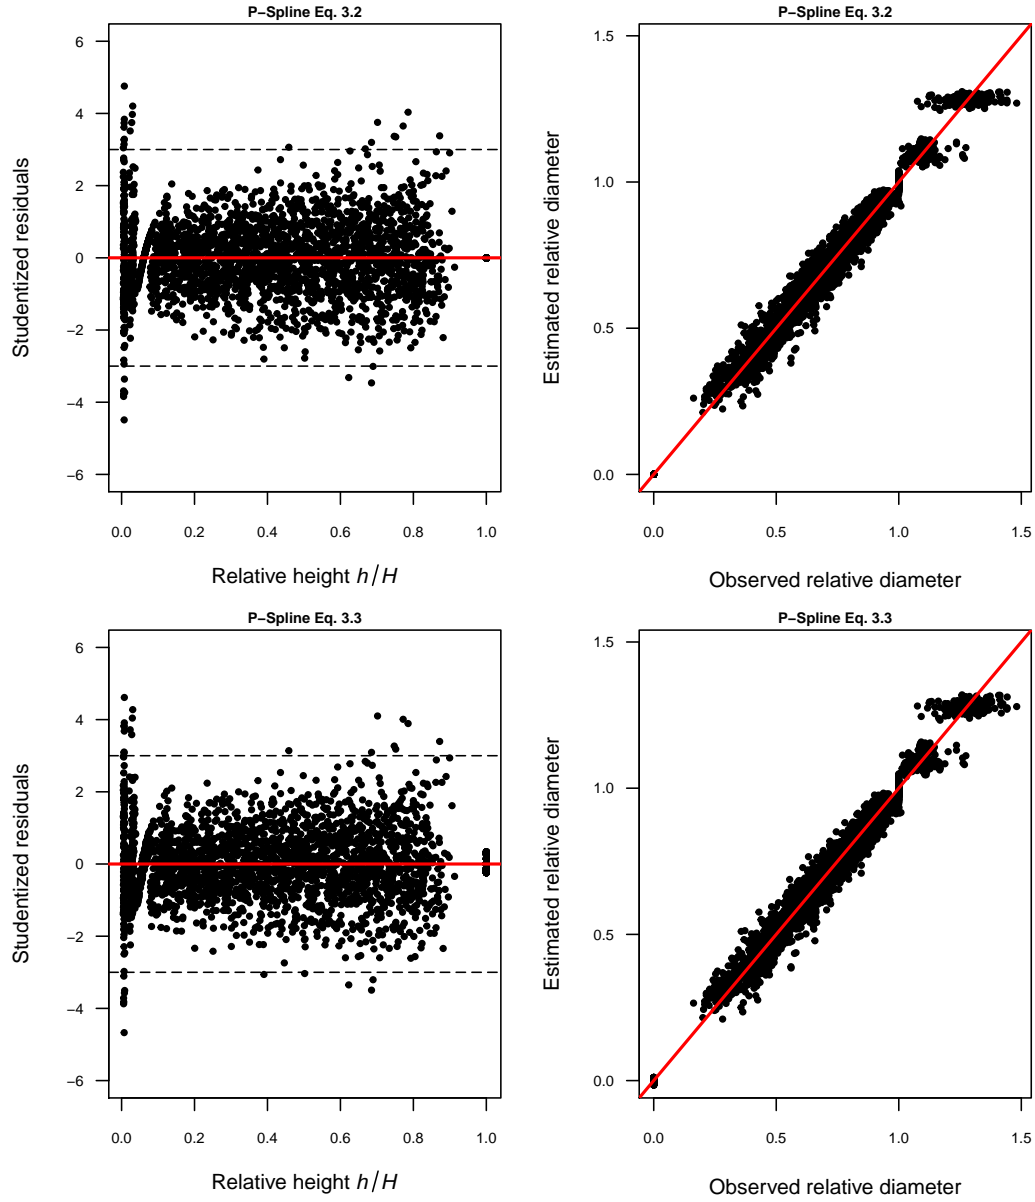 P−Spline Eq. 3.2
6
4
2
0
−2
−4
−6
Studentized residuals
0.0 0.2 0.4 0.6 0.8 1.0
Relative height h/H
P−Spline Eq. 3.2
1.5
1.0
0.5
0.0
Estimated relative diameter
0.0 0.5 1.0 1.5
Observed relative diameter
P−Spline Eq. 3.3
6
4
2
0
−2
−4
−6
Studentized residuals
0.0 0.2 0.4 0.6 0.8 1.0
Relative height h/H
P−Spline Eq. 3.3
1.5
1.0
0.5
0.0
Estimated relative diameter
0.0 0.5 1.0 1.5
Observed relative diameter